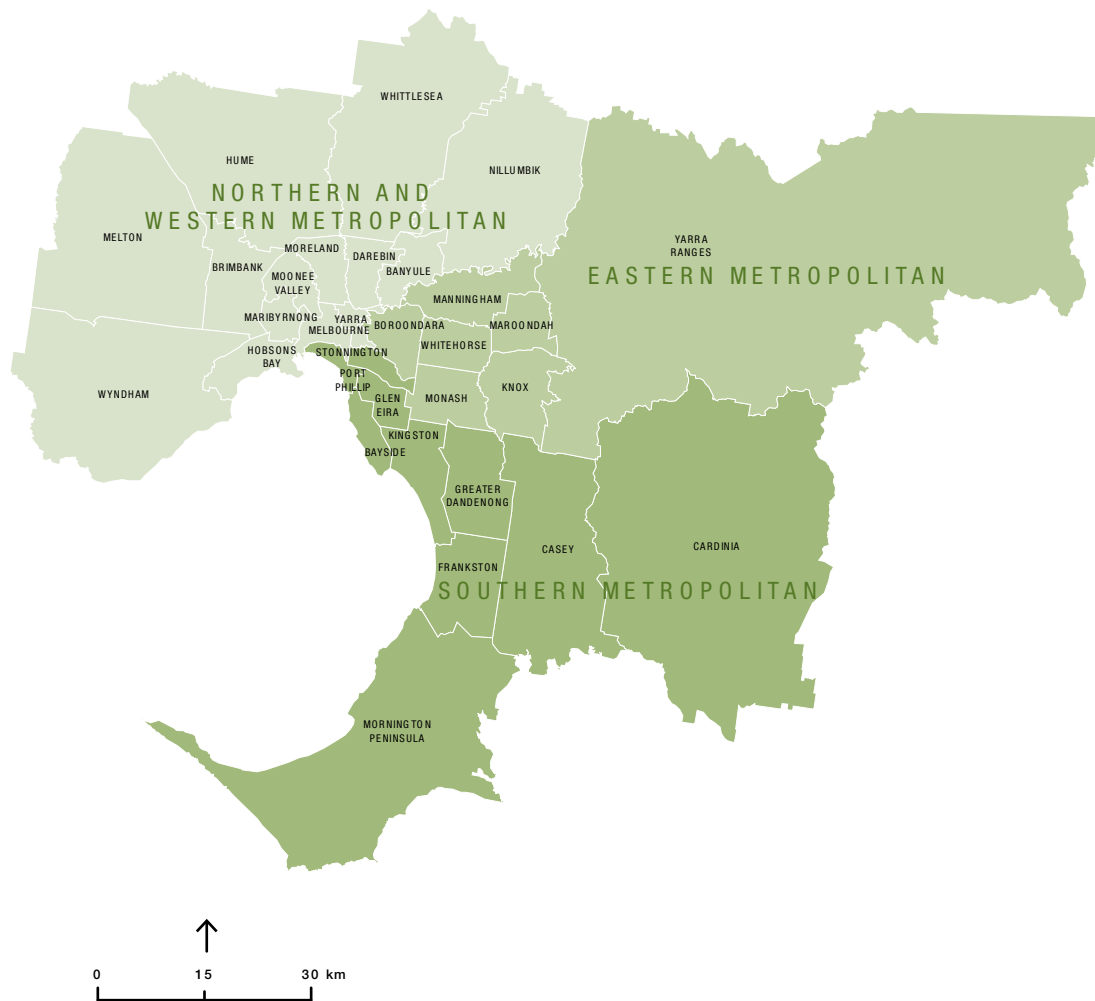 WHITTLESEA
HUME
NILLUMBIK
NORTHERN AND
WESTERN METROPOLITAN
MELTON
MORELAND
DAREBIN
BRIMBANK
BANYULE
MOONEE
VALLEY
YARRA
RANGES
EASTERN METROPOLITAN
MANNINGHAM
MARIBYRNONG
YARRA
MELBOURNE
BOROONDARA
MAROONDAH
WHITEHORSE
HOBSONS
BAY
STONNINGTON
PORT
PHILLIP
WYNDHAM
GLEN
EIRA
MONASH
KNOX
KINGSTON
BAYSIDE
GREATER
DANDENONG
CASEY
CARDINIA
FRANKSTON
SOUTHERN METROPOLITAN
MORNINGTON
PENINSULA
0 15 30 km